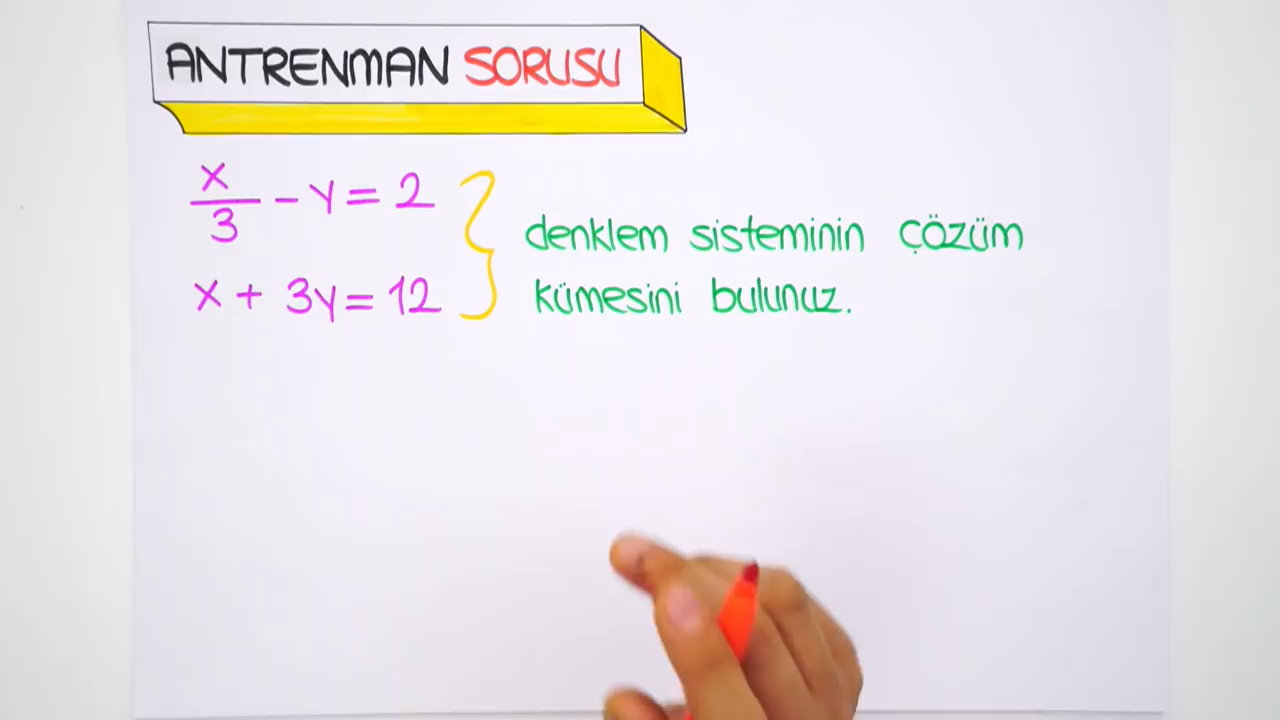 ANTRENMAN SORUSU
x/3 - y = 2
x + 3y = 12
denklem sisteminin çözüm
kümesini bulunuz.